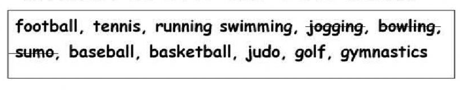 football, tennis, running swimming, jogging, bowling,
sumo, baseball, basketball, judo, golf, gymnastics